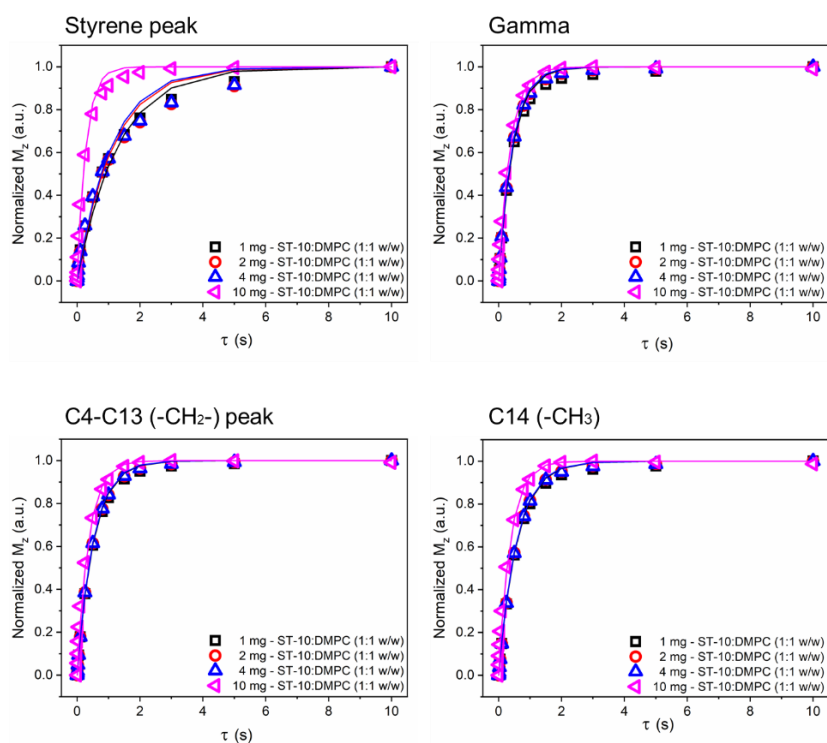 Styrene peak
Normalized M_z (a.u.)
1.0
0.8
0.6
0.4
0.2
0.0
1 mg - ST-10:DMPC (1:1 w/w)
2 mg - ST-10:DMPC (1:1 w/w)
4 mg - ST-10:DMPC (1:1 w/w)
10 mg - ST-10:DMPC (1:1 w/w)
0 2 4 6 8 10
τ (s)
Gamma
Normalized M_z (a.u.)
1.0
0.8
0.6
0.4
0.2
0.0
1 mg - ST-10:DMPC (1:1 w/w)
2 mg - ST-10:DMPC (1:1 w/w)
4 mg - ST-10:DMPC (1:1 w/w)
10 mg - ST-10:DMPC (1:1 w/w)
0 2 4 6 8 10
τ (s)
C4-C13 (-CH₂-) peak
Normalized M_z (a.u.)
1.0
0.8
0.6
0.4
0.2
0.0
1 mg - ST-10:DMPC (1:1 w/w)
2 mg - ST-10:DMPC (1:1 w/w)
4 mg - ST-10:DMPC (1:1 w/w)
10 mg - ST-10:DMPC (1:1 w/w)
0 2 4 6 8 10
τ (s)
C14 (-CH₃)
Normalized M_z (a.u.)
1.0
0.8
0.6
0.4
0.2
0.0
1 mg - ST-10:DMPC (1:1 w/w)
2 mg - ST-10:DMPC (1:1 w/w)
4 mg - ST-10:DMPC (1:1 w/w)
10 mg - ST-10:DMPC (1:1 w/w)
0 2 4 6 8 10
τ (s)